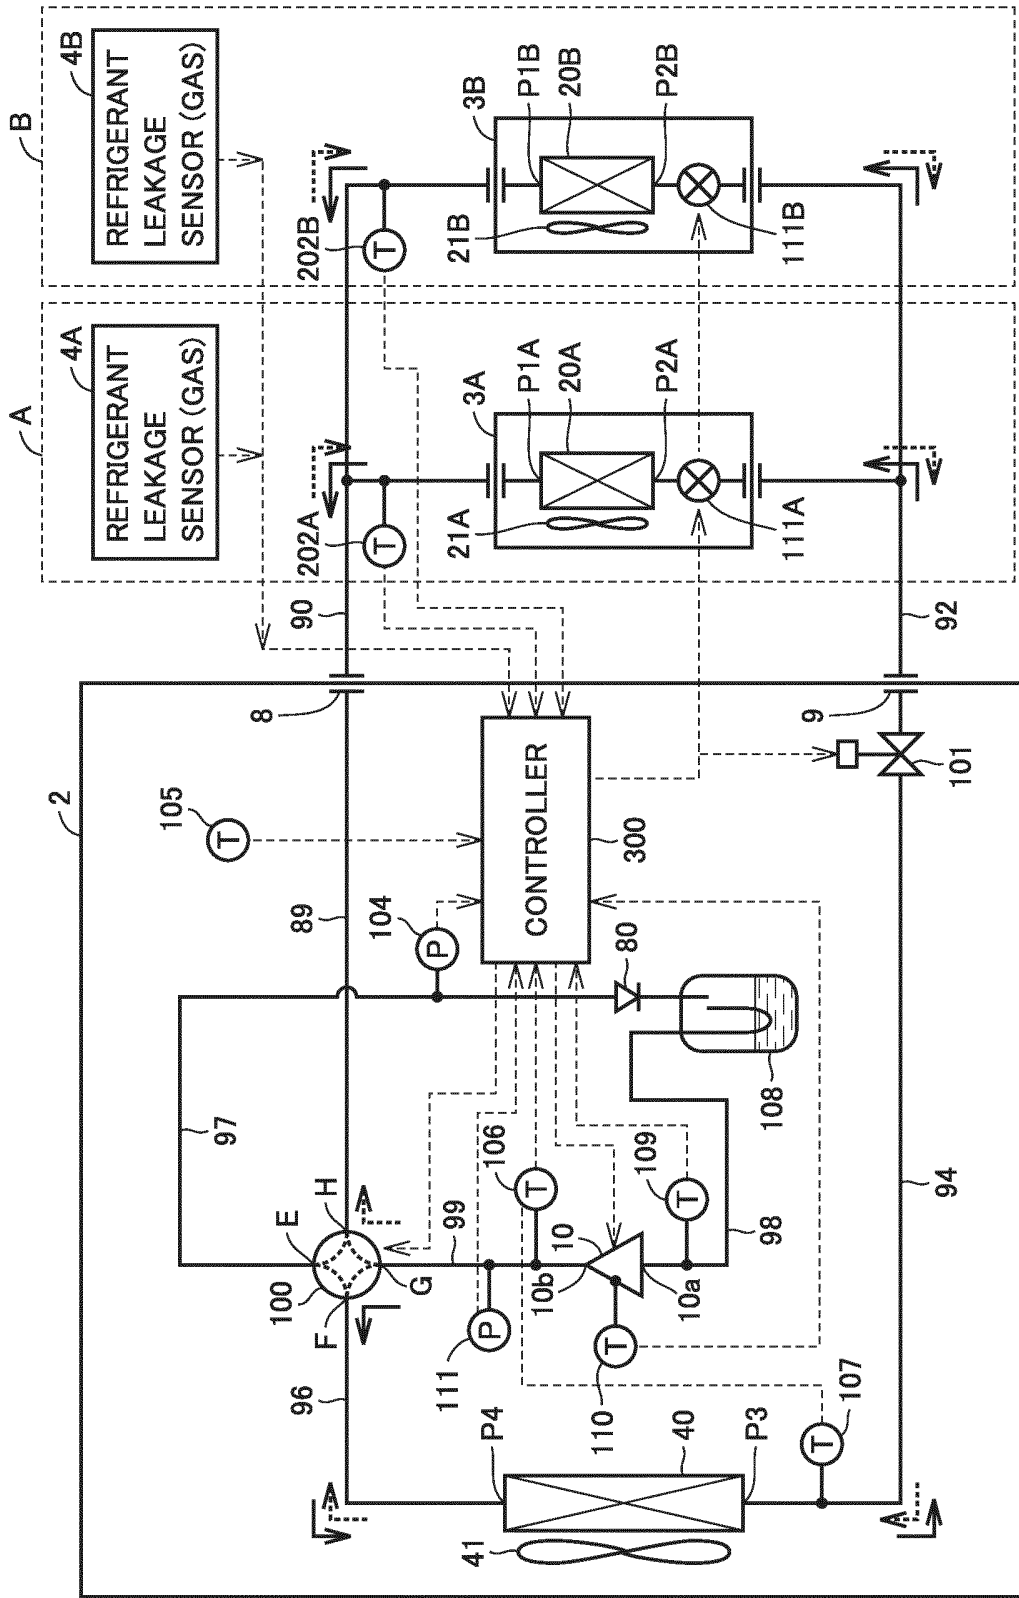 B
4B
REFRIGERANT
LEAKAGE
SENSOR (GAS)
A
4A
REFRIGERANT
LEAKAGE
SENSOR (GAS)
202B
T
3B
P1B
20B
P2B
21B
111B
202A
T
3A
P1A
20A
P2A
21A
111A
90
92
8
9
2
105
T
CONTROLLER
300
101
89
104
P
80
108
97
106
T
109
T
98
94
E
H
100
F
G
99
10
10b
10a
111
P
110
T
96
P4
40
P3
41
107
T